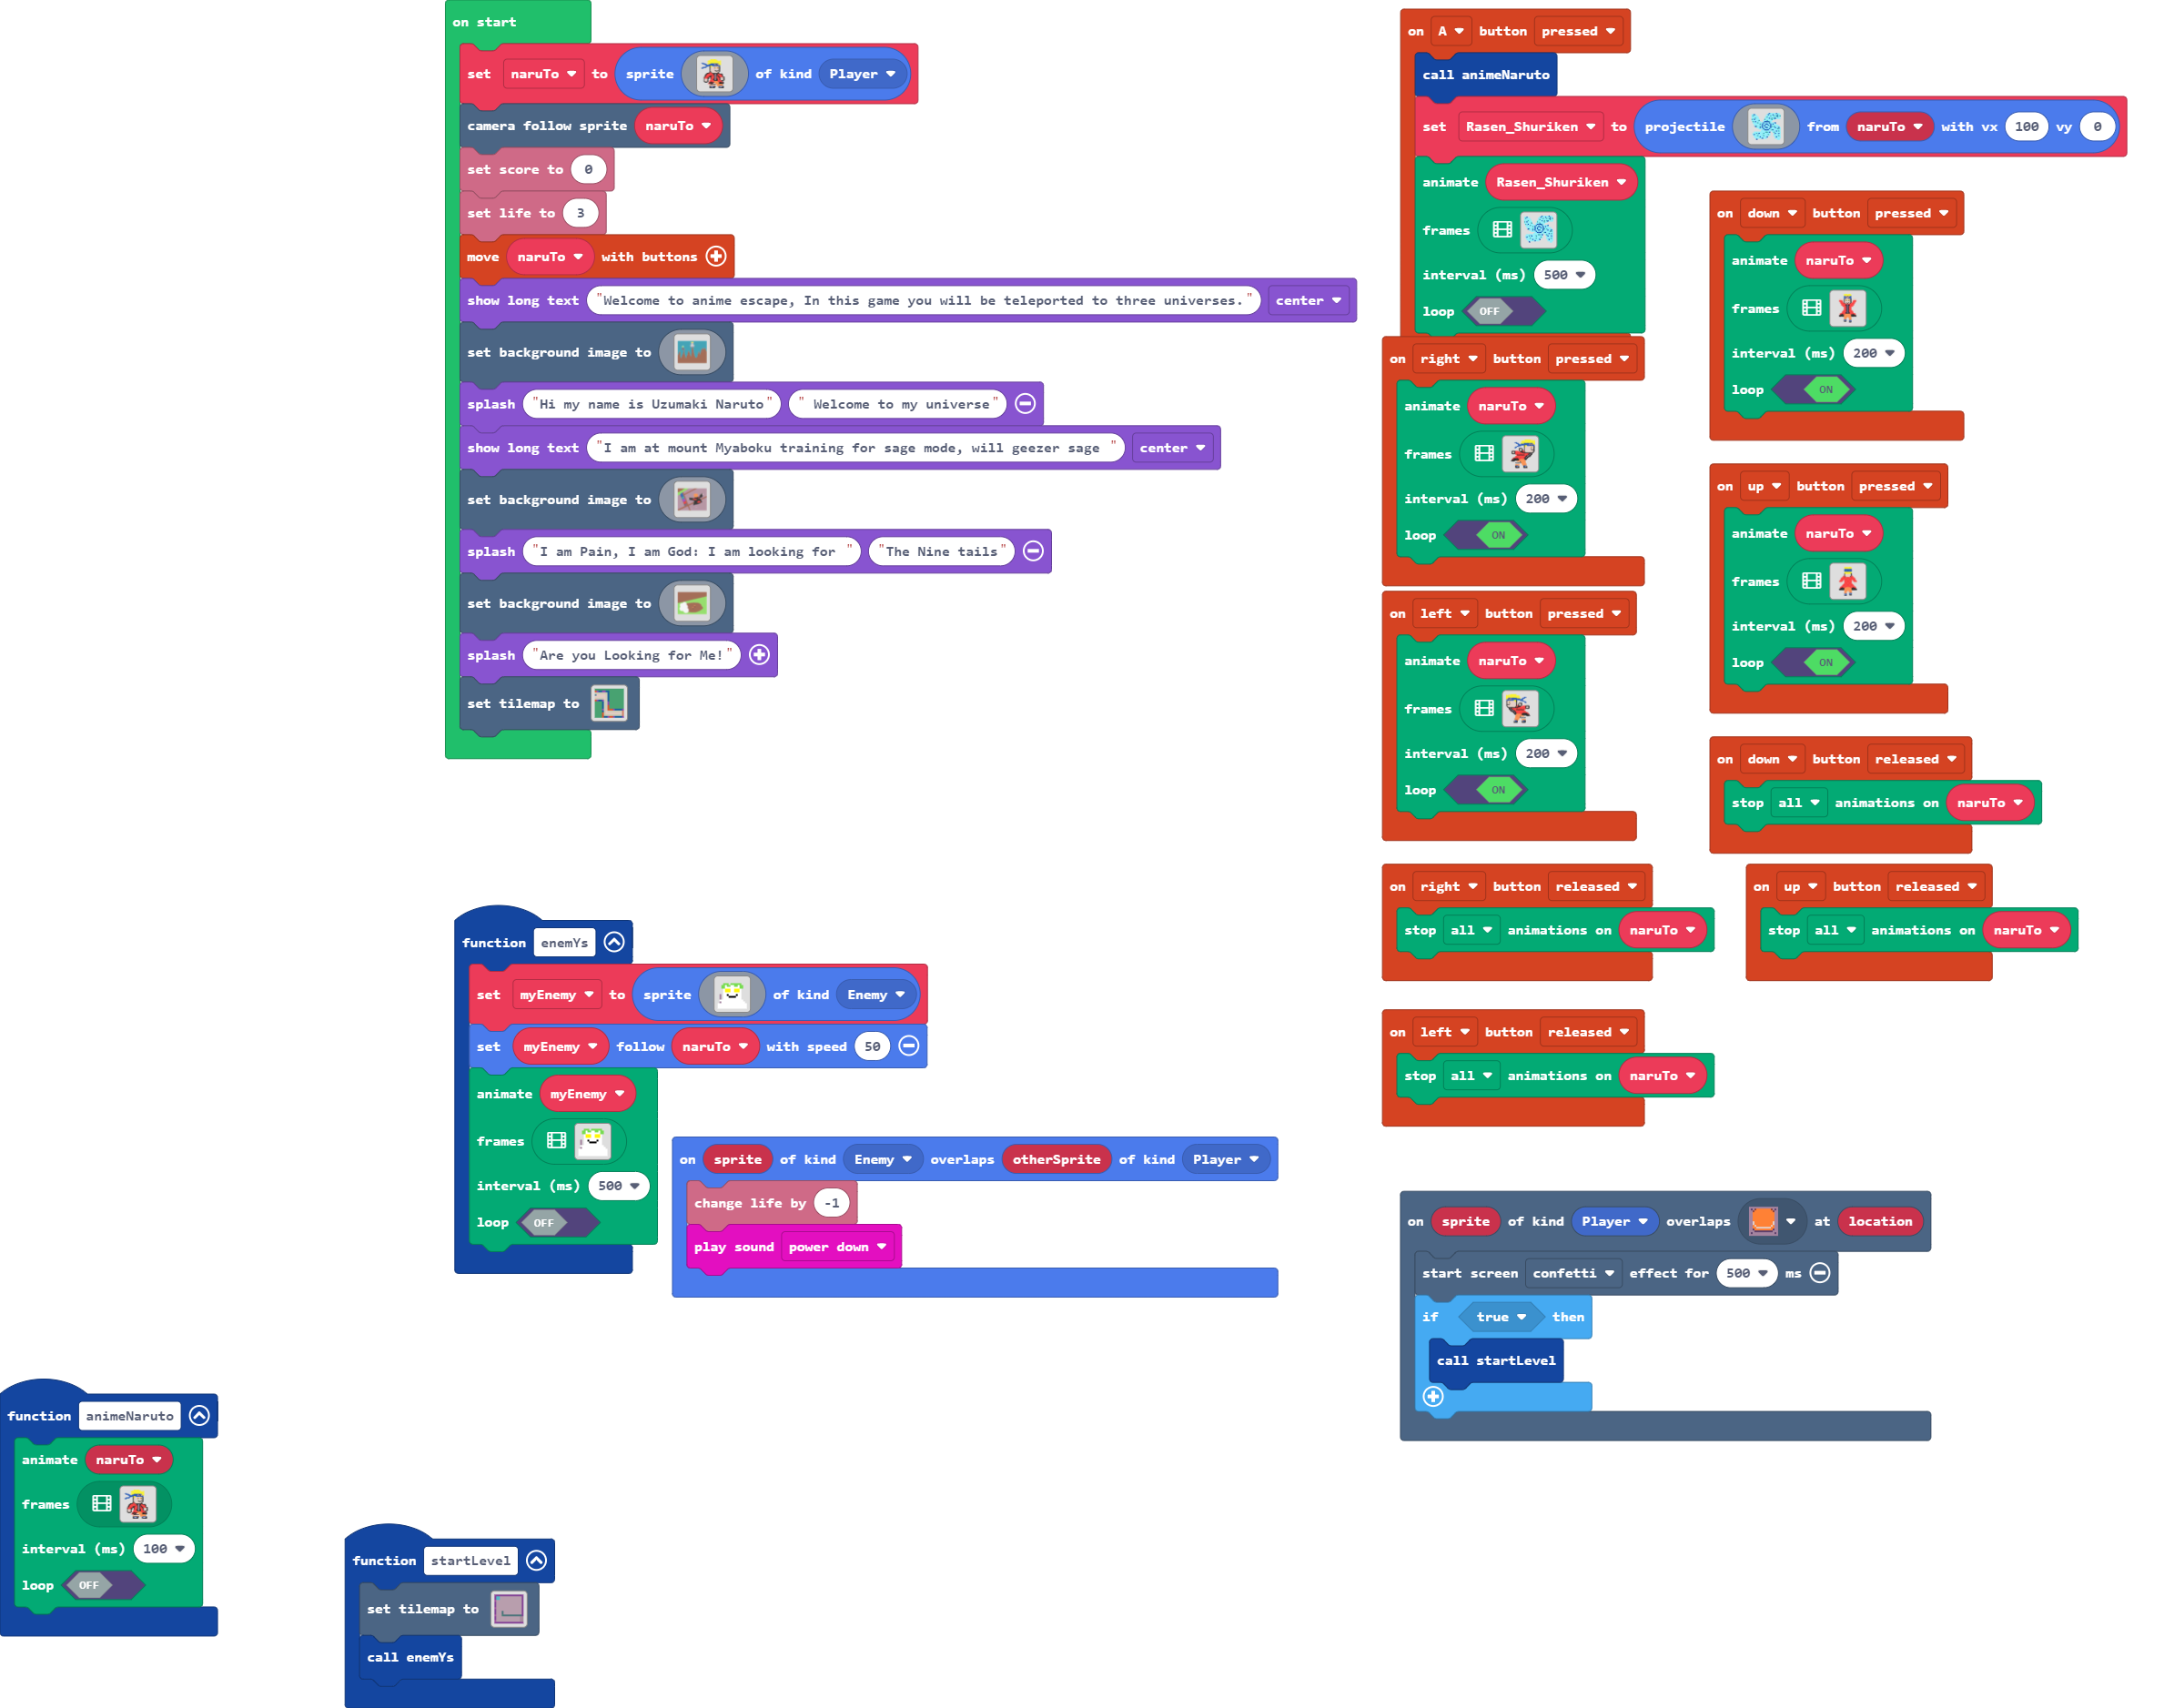 on start
set naruTo to sprite of kind Player
camera follow sprite naruTo
set score to 0
set life to 3
move naruTo with buttons
show long text "Welcome to anime escape, In this game you will be teleported to three universes." center
set background image to
splash "Hi my name is Uzumaki Naruto" " Welcome to my universe"
show long text "I am at mount Myaboku training for sage mode, will geezer sage " center
set background image to
splash "I am Pain, I am God: I am looking for " "The Nine tails"
set background image to
splash "Are you Looking for Me!"
set tilemap to
on A button pressed
call animeNaruto
set Rasen_Shuriken to projectile from naruTo with vx 100 vy 0
animate Rasen_Shuriken
frames
interval (ms) 500
loop OFF
on down button pressed
animate naruTo
frames
interval (ms) 200
loop ON
on right button pressed
animate naruTo
frames
interval (ms) 200
loop ON
on up button pressed
animate naruTo
frames
interval (ms) 200
loop ON
on left button pressed
animate naruTo
frames
interval (ms) 200
loop ON
on down button released
stop all animations on naruTo
on right button released
stop all animations on naruTo
on up button released
stop all animations on naruTo
on left button released
stop all animations on naruTo
function enemYs
set myEnemy to sprite of kind Enemy
set myEnemy follow naruTo with speed 50
animate myEnemy
frames
interval (ms) 500
loop OFF
on sprite of kind Enemy overlaps otherSprite of kind Player
change life by -1
play sound power down
on sprite of kind Player overlaps at location
start screen confetti effect for 500 ms
if true then
call startLevel
function animeNaruto
animate naruTo
frames
interval (ms) 100
loop OFF
function startLevel
set tilemap to
call enemYs